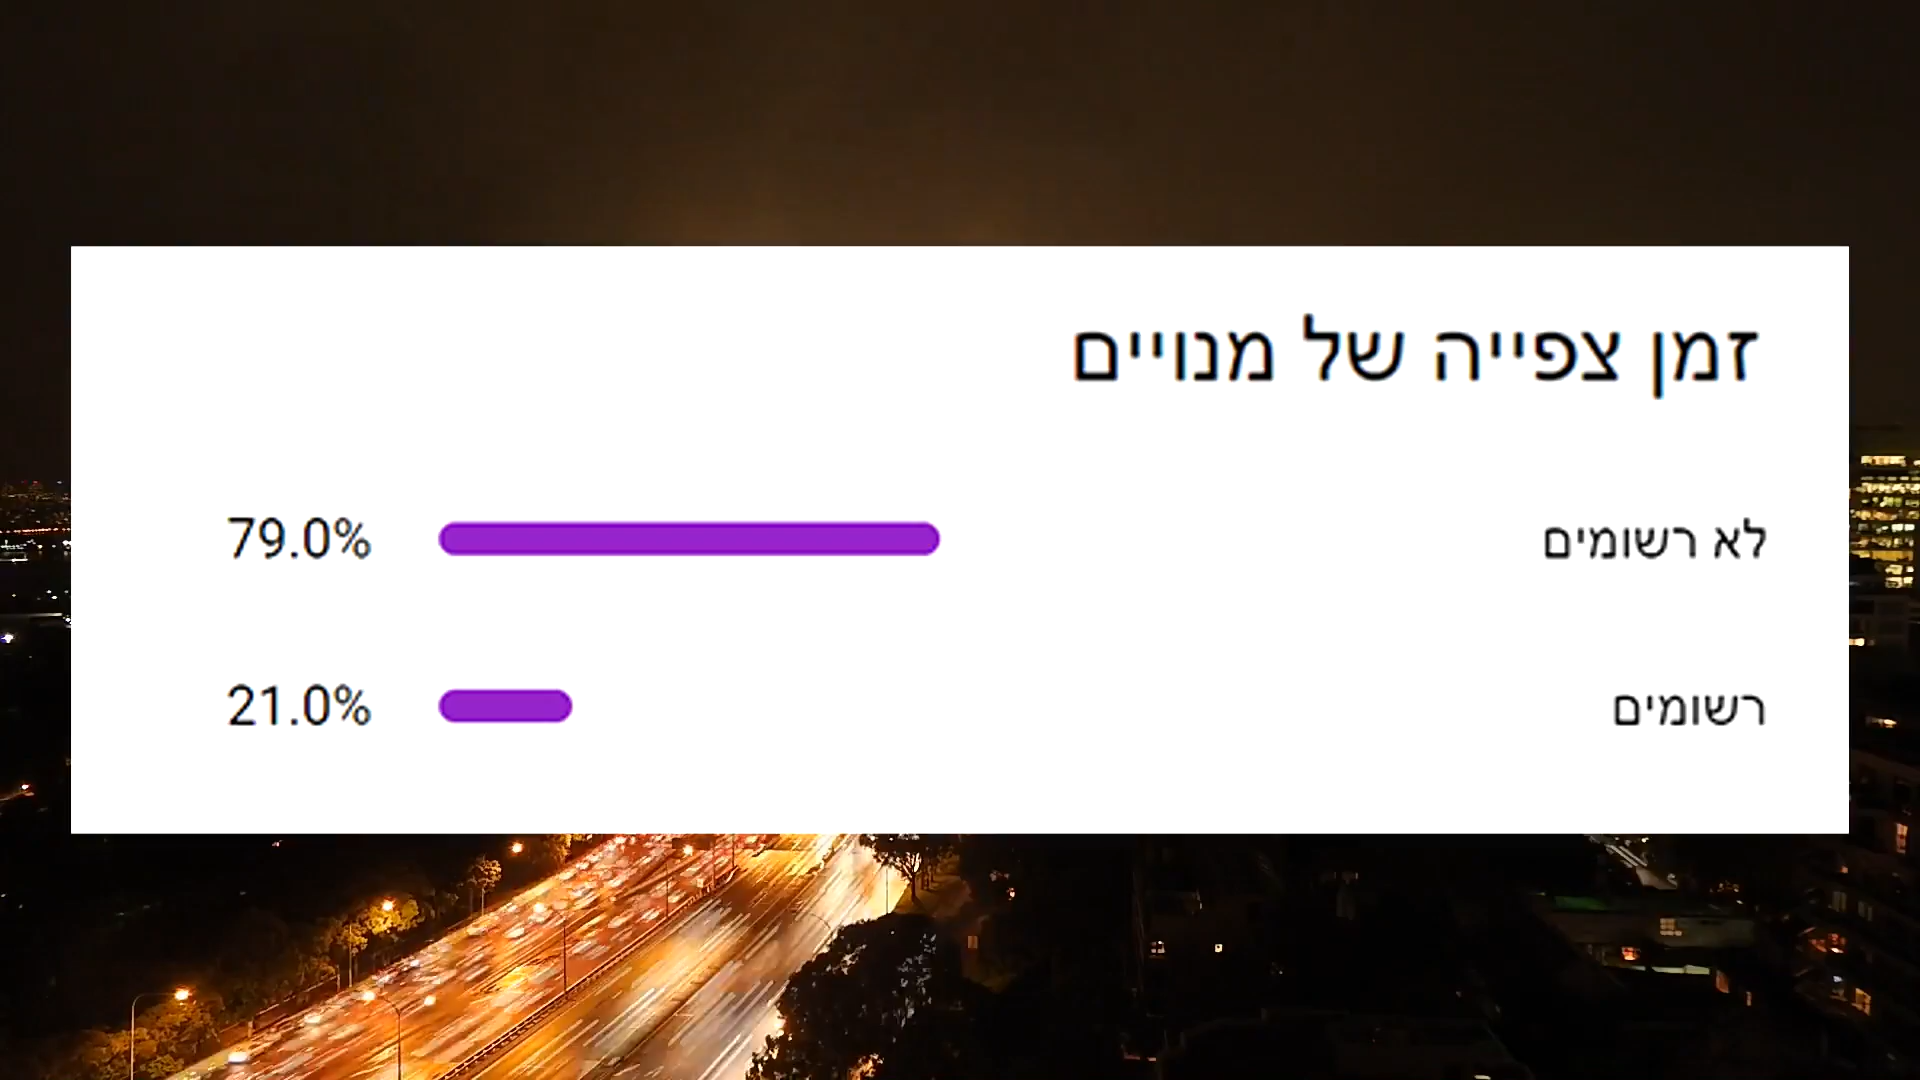 זמן צפייה של מנויים
לא רשומים 79.0%
רשומים 21.0%